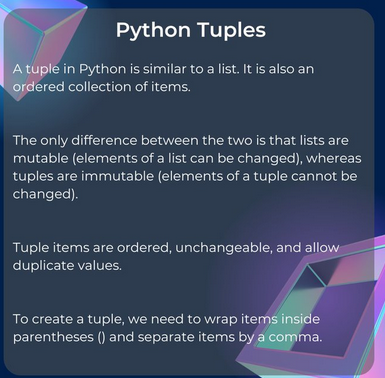 Python Tuples
A tuple in Python is similar to a list. It is also an
ordered collection of items.
The only difference between the two is that lists are
mutable (elements of a list can be changed), whereas
tuples are immutable (elements of a tuple cannot be
changed).
Tuple items are ordered, unchangeable, and allow
duplicate values.
To create a tuple, we need to wrap items inside
parentheses () and separate items by a comma.